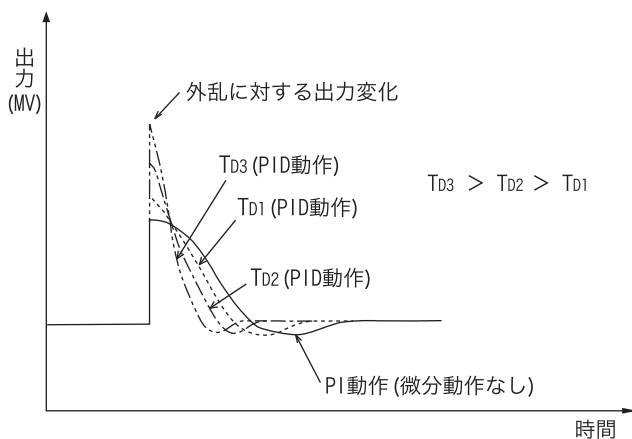 出力
(MV)
外乱に対する出力変化
TD3 (PID動作)
TD3 > TD2 > TD1
TD1 (PID動作)
TD2 (PID動作)
PI動作 (微分動作なし)
時間